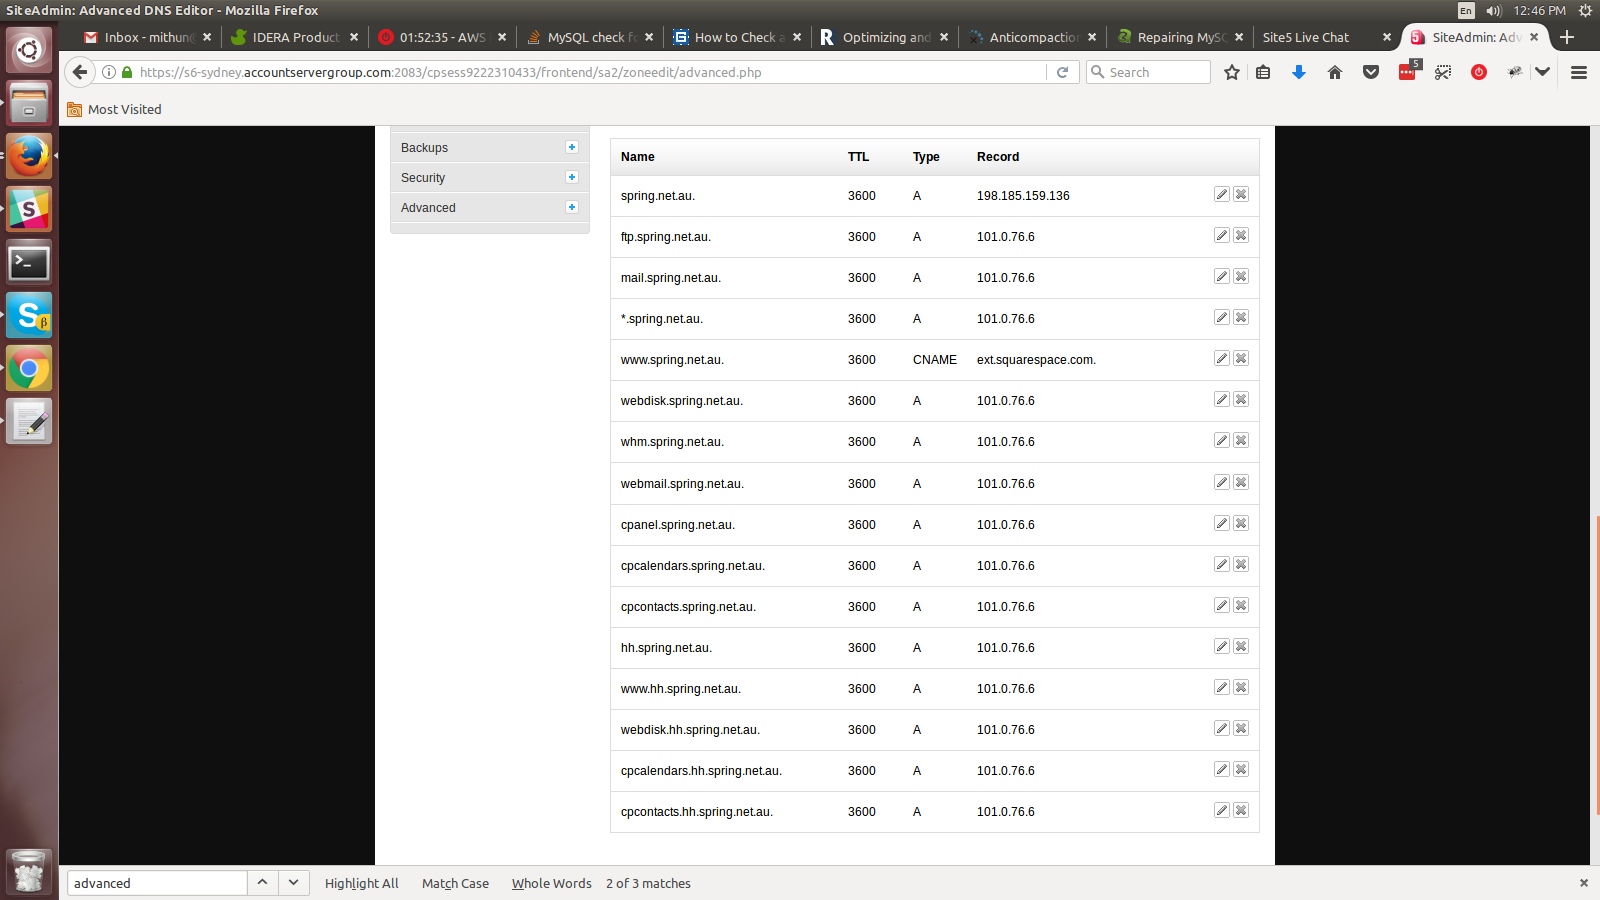 SiteAdmin: Advanced DNS Editor - Mozilla Firefox
En
12:46 PM
Inbox - mithun@
IDERA Product
01:52:35 - AWS
MySQL check fo
How to Check a
Optimizing and
Anticompaction
Repairing MySQ
Site5 Live Chat
SiteAdmin: Adv
https://s6-sydney.accountservergroup.com:2083/cpsess9222310433/frontend/sa2/zoneedit/advanced.php
Search
5
Most Visited
Backups
Security
Advanced
Name TTL Type Record
spring.net.au. 3600 A 198.185.159.136
ftp.spring.net.au. 3600 A 101.0.76.6
mail.spring.net.au. 3600 A 101.0.76.6
*.spring.net.au. 3600 A 101.0.76.6
www.spring.net.au. 3600 CNAME ext.squarespace.com.
webdisk.spring.net.au. 3600 A 101.0.76.6
whm.spring.net.au. 3600 A 101.0.76.6
webmail.spring.net.au. 3600 A 101.0.76.6
cpanel.spring.net.au. 3600 A 101.0.76.6
cpcalendars.spring.net.au. 3600 A 101.0.76.6
cpcontacts.spring.net.au. 3600 A 101.0.76.6
hh.spring.net.au. 3600 A 101.0.76.6
www.hh.spring.net.au. 3600 A 101.0.76.6
webdisk.hh.spring.net.au. 3600 A 101.0.76.6
cpcalendars.hh.spring.net.au. 3600 A 101.0.76.6
cpcontacts.hh.spring.net.au. 3600 A 101.0.76.6
advanced
Highlight All
Match Case
Whole Words
2 of 3 matches